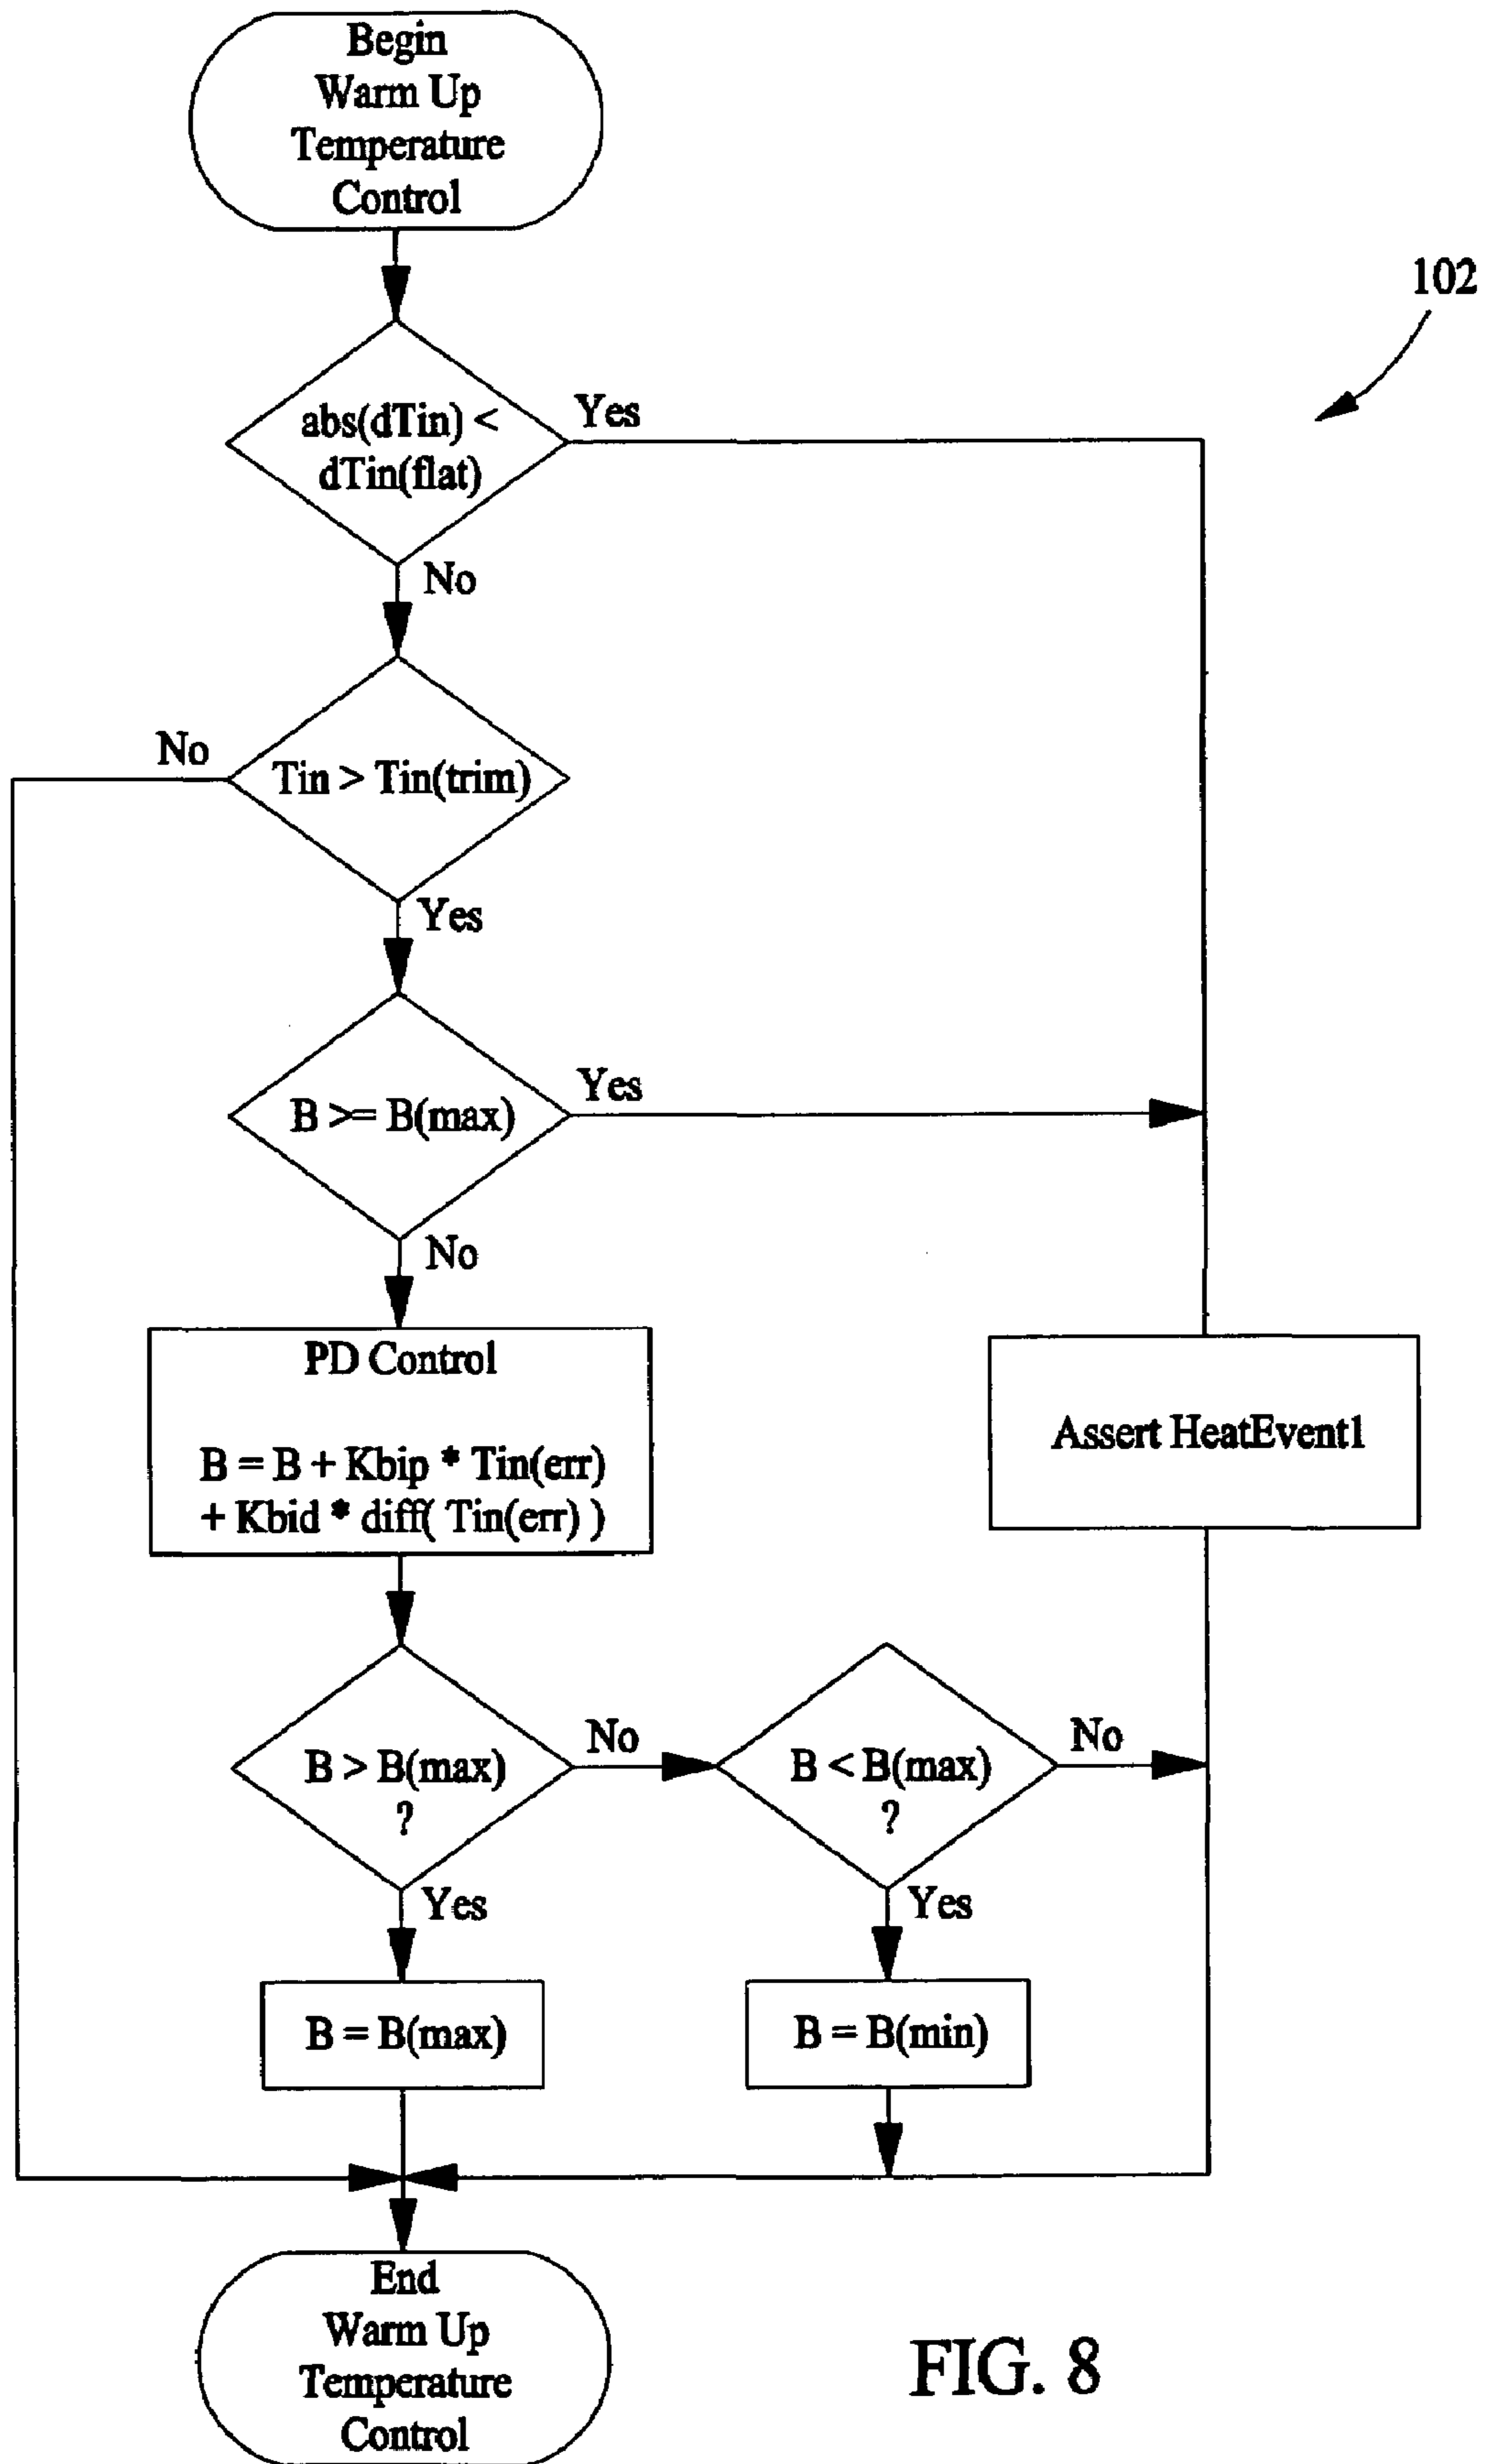 Begin
Warm Up
Temperature
Control
102
abs(dTin) <
dTin(flat)
Yes
No
Tin > Tin(trim)
No
Yes
B >= B(max)
Yes
No
PD Control
B = B + Kbip * Tin(err)
+ Kbid * diff( Tin(err) )
Assert HeatEvent1
B > B(max)
?
No
B < B(max)
?
No
Yes
Yes
B = B(max)
B = B(min)
End
Warm Up
Temperature
Control
FIG. 8